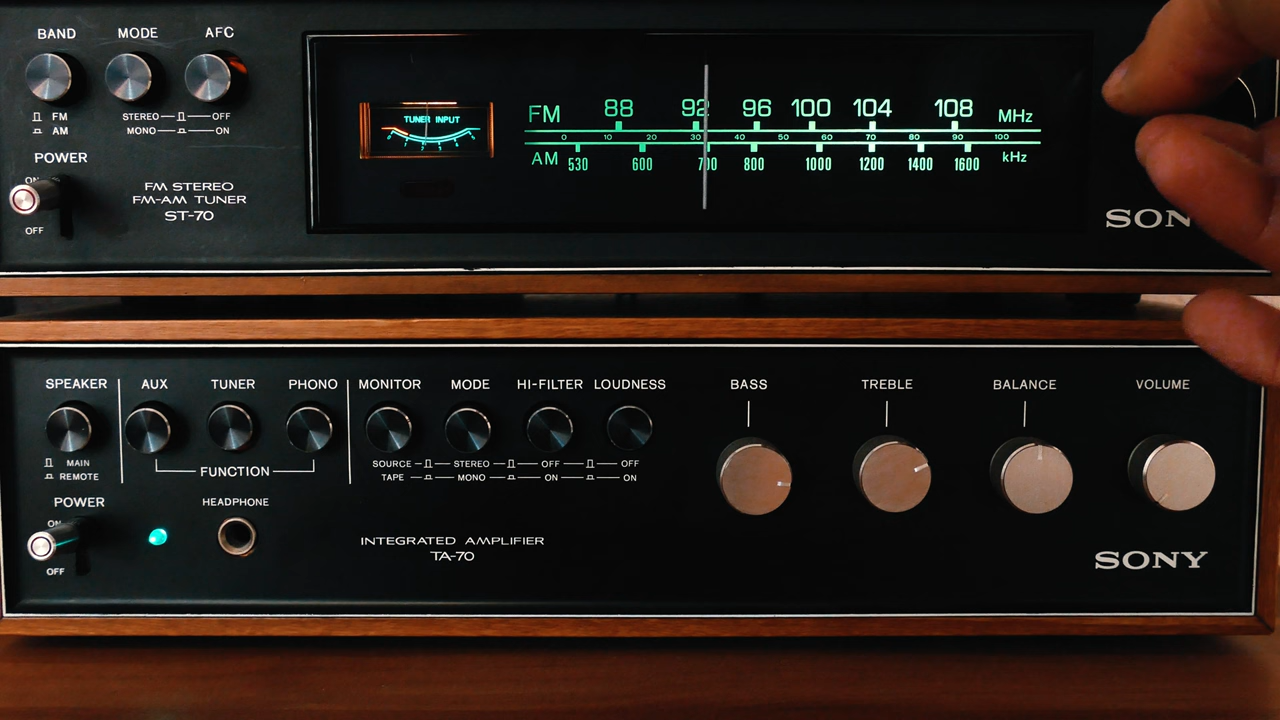 BAND MODE AFC
FM STEREO OFF
AM MONO ON
POWER
ON
OFF
FM STEREO
FM-AM TUNER
ST-70
TUNER INPUT
FM 88 92 96 100 104 108 MHz
0 10 20 30 40 50 60 70 80 90 100
AM 530 600 700 800 1000 1200 1400 1600 kHz
SON
SPEAKER AUX TUNER PHONO MONITOR MODE HI-FILTER LOUDNESS BASS TREBLE BALANCE VOLUME
MAIN SOURCE STEREO OFF OFF
REMOTE FUNCTION TAPE MONO ON ON
POWER HEADPHONE
ON
OFF
INTEGRATED AMPLIFIER
TA-70
SONY